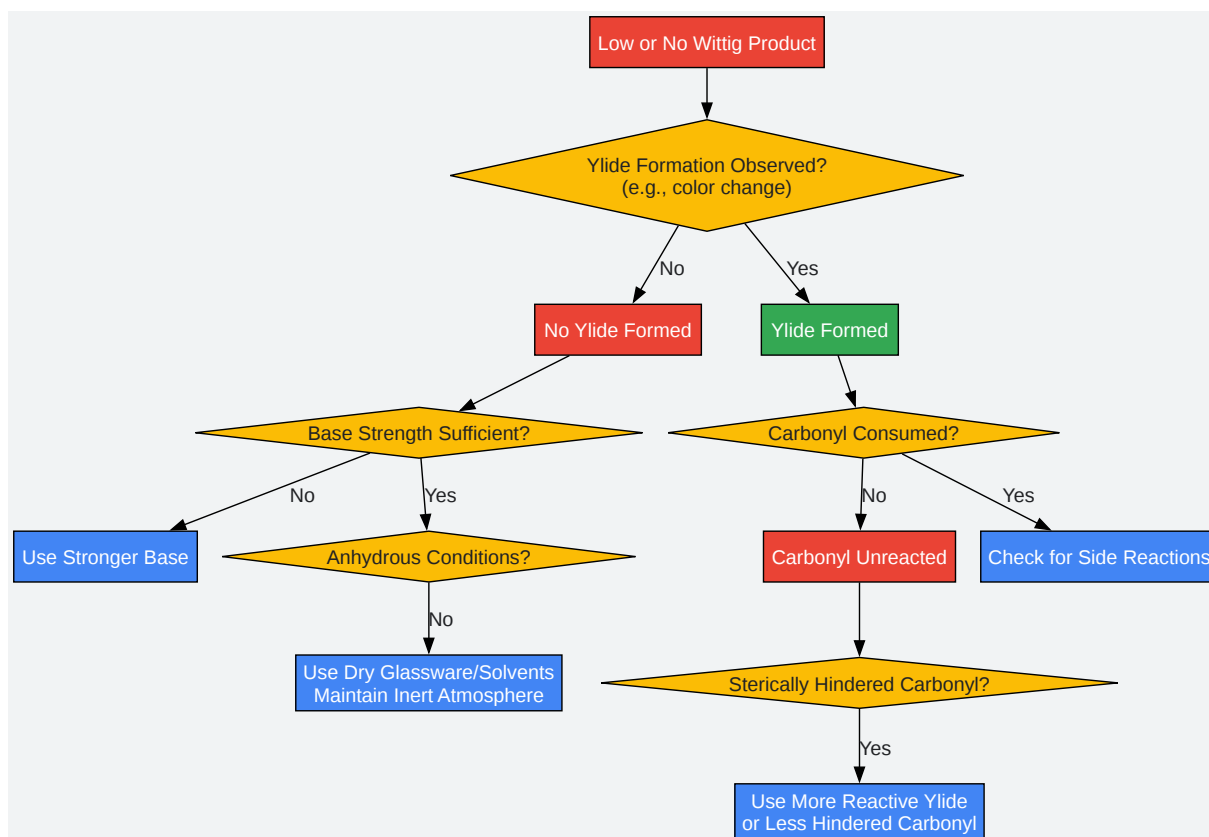 Low or No Wittig Product
Ylide Formation Observed?
(e.g., color change)
No
Yes
No Ylide Formed
Ylide Formed
Base Strength Sufficient?
Carbonyl Consumed?
No
Yes
No
Yes
Use Stronger Base
Anhydrous Conditions?
Carbonyl Unreacted
Check for Side Reactions
No
Use Dry Glassware/Solvents
Maintain Inert Atmosphere
Sterically Hindered Carbonyl?
Yes
Use More Reactive Ylide
or Less Hindered Carbonyl